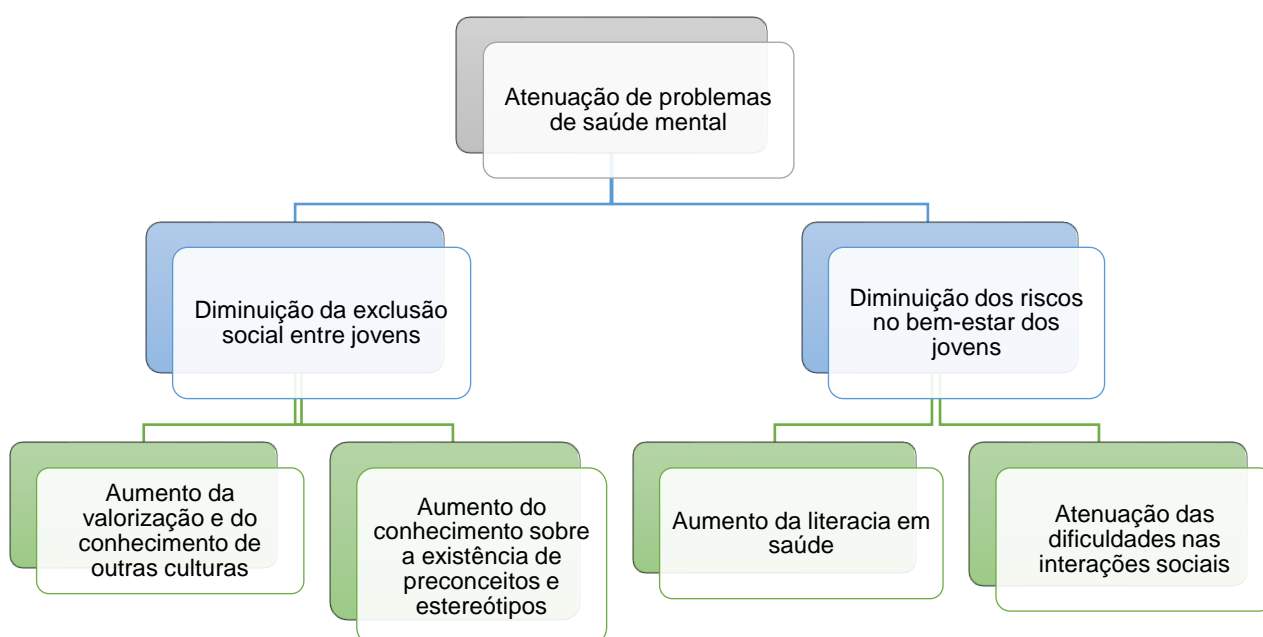 Atenuação de problemas
de saúde mental
Diminuição da exclusão
social entre jovens
Diminuição dos riscos
no bem-estar dos
jovens
Aumento da
valorização e do
conhecimento de
outras culturas
Aumento do
conhecimento sobre
a existência de
preconceitos e
estereótipos
Aumento da literacia em
saúde
Atenuação das
dificuldades nas
interações sociais